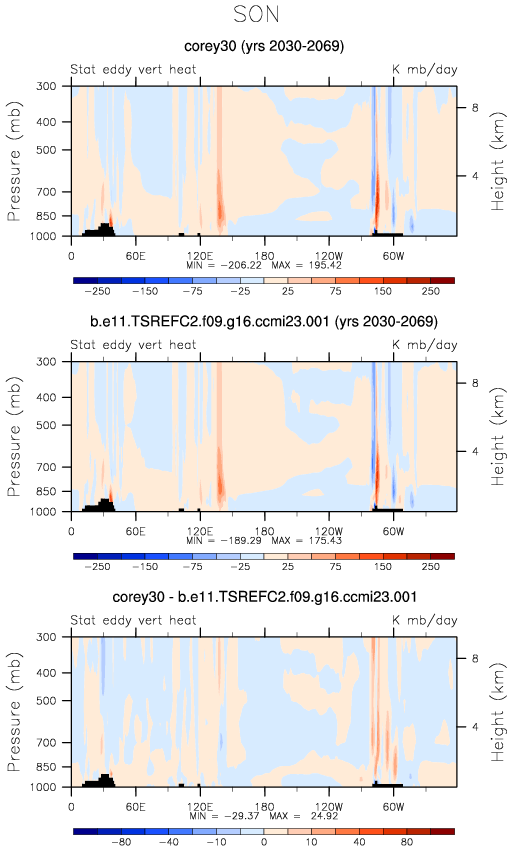 SON
corey30 (yrs 2030-2069)
Stat eddy vert heat K mb/day
300
400
500
700
850
1000
Pressure (mb)
8
4
Height (km)
0 60E 120E 180 120W 60W
MIN = -206.22 MAX = 195.42
-250 -150 -75 -25 25 75 150 250
b.e11.TSREFC2.f09.g16.ccmi23.001 (yrs 2030-2069)
Stat eddy vert heat K mb/day
300
400
500
700
850
1000
Pressure (mb)
8
4
Height (km)
0 60E 120E 180 120W 60W
MIN = -189.29 MAX = 175.43
-250 -150 -75 -25 25 75 150 250
corey30 - b.e11.TSREFC2.f09.g16.ccmi23.001
Stat eddy vert heat K mb/day
300
400
500
700
850
1000
Pressure (mb)
8
4
Height (km)
0 60E 120E 180 120W 60W
MIN = -29.37 MAX = 24.92
-80 -40 -10 0 10 40 80